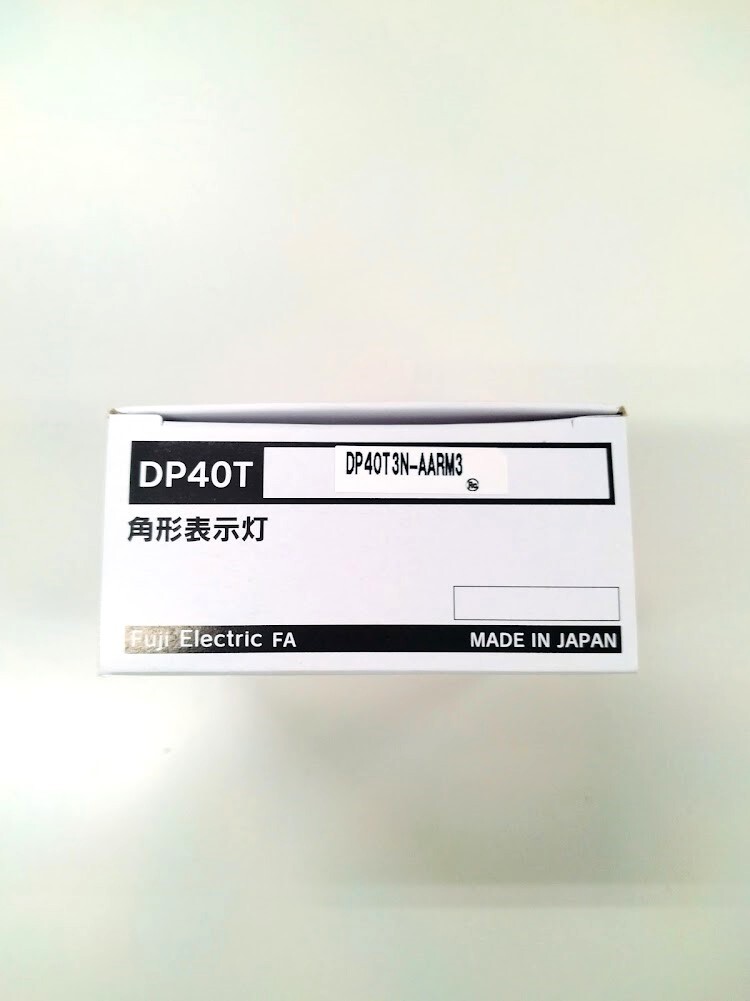 DP40T
DP40T3N-AARM3
角形表示灯
Fuji Electric FA
MADE IN JAPAN